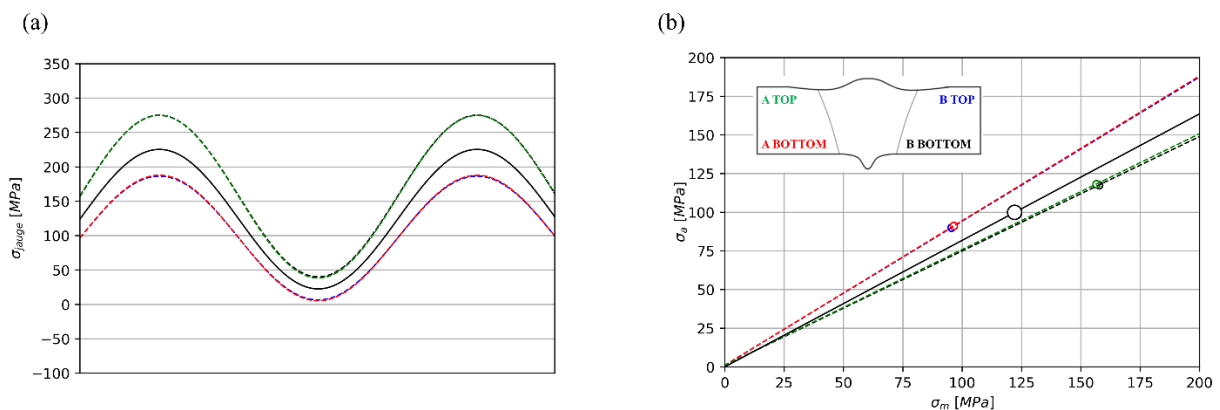 (a)
350
300
250
200
150
100
50
0
−50
−100
σjauge [MPa]
(b)
200
175
150
125
100
75
50
25
0
σa [MPa]
A TOP B TOP
A BOTTOM B BOTTOM
0 25 50 75 100 125 150 175 200
σm [MPa]